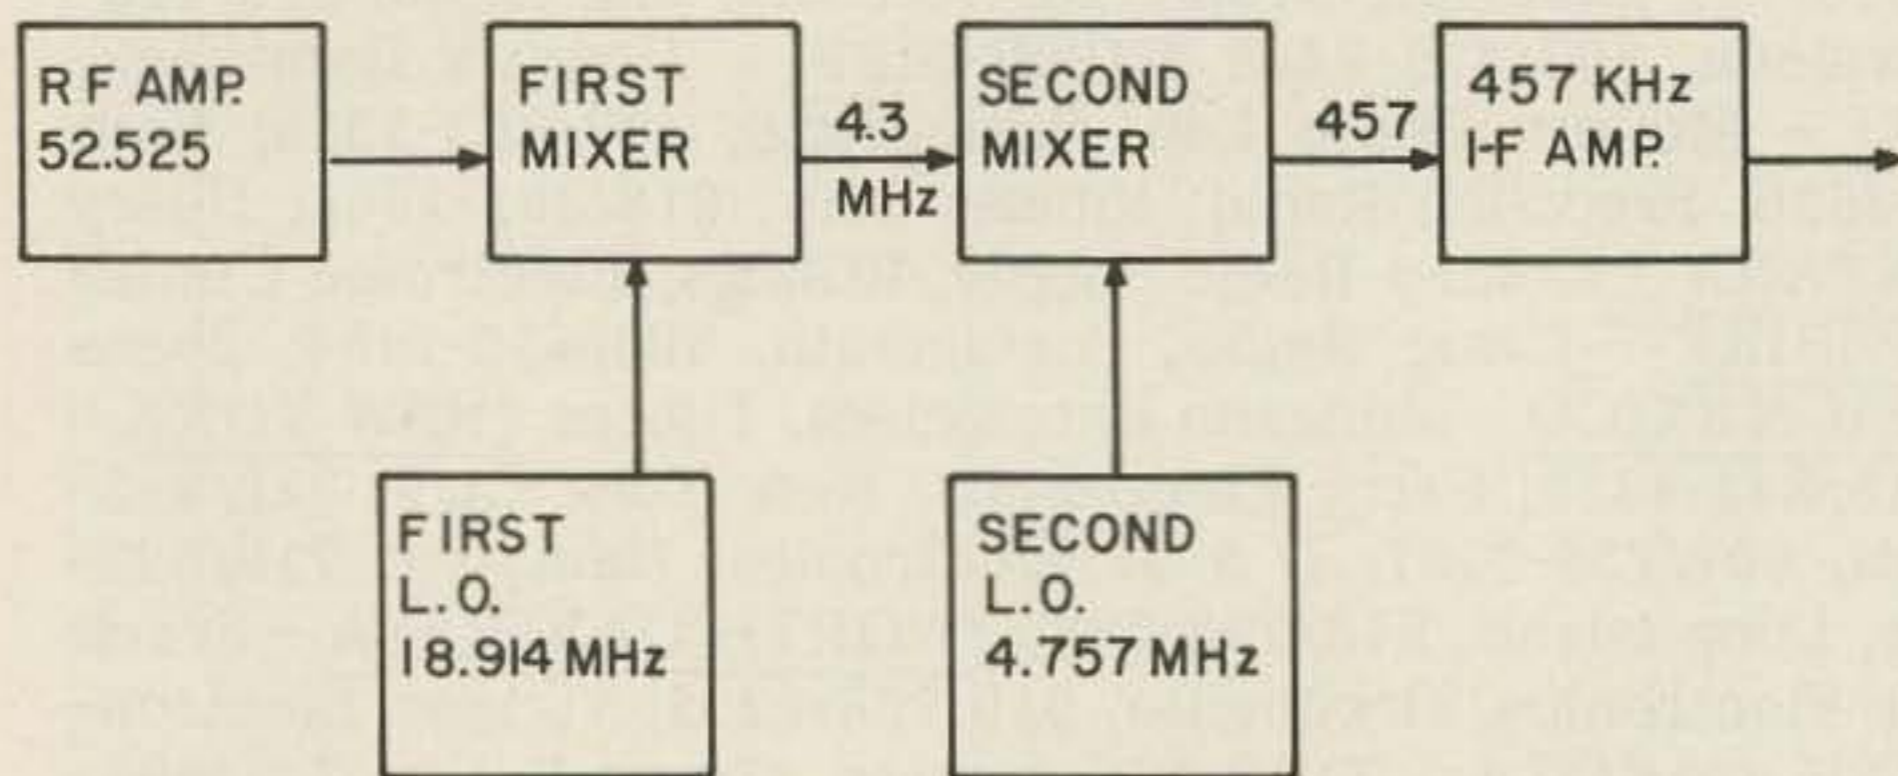 RF AMP.
52.525
FIRST
MIXER
4.3
MHz
SECOND
MIXER
457
457 KHz
I-F AMP.
FIRST
L.O.
18.914 MHz
SECOND
L.O.
4.757 MHz